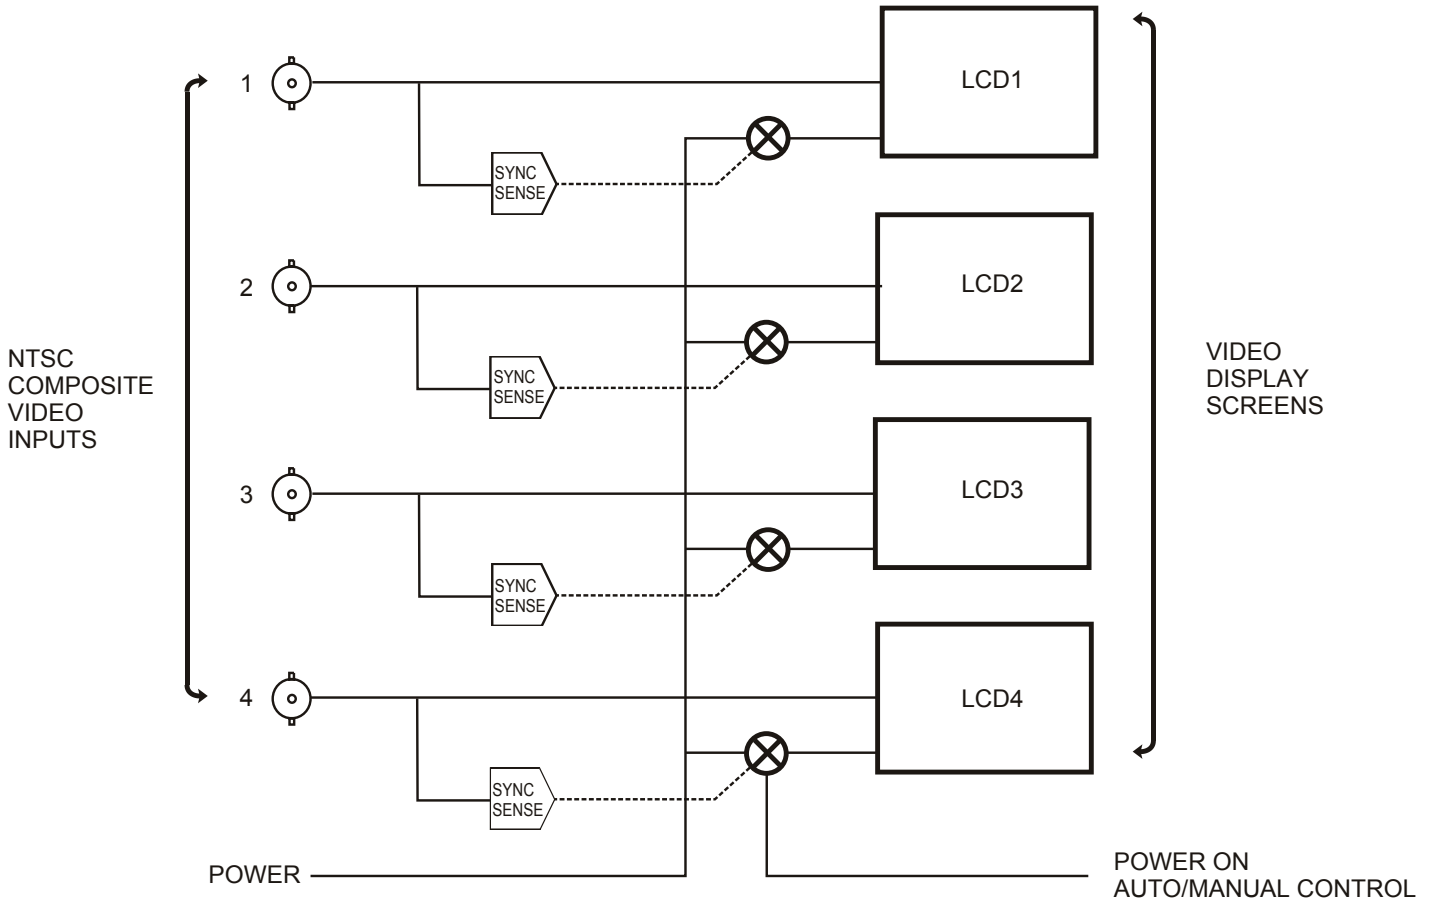 1
LCD1
SYNC
SENSE
2
LCD2
SYNC
SENSE
NTSC
COMPOSITE
VIDEO
INPUTS
VIDEO
DISPLAY
SCREENS
3
LCD3
SYNC
SENSE
4
LCD4
SYNC
SENSE
POWER
POWER ON
AUTO/MANUAL CONTROL